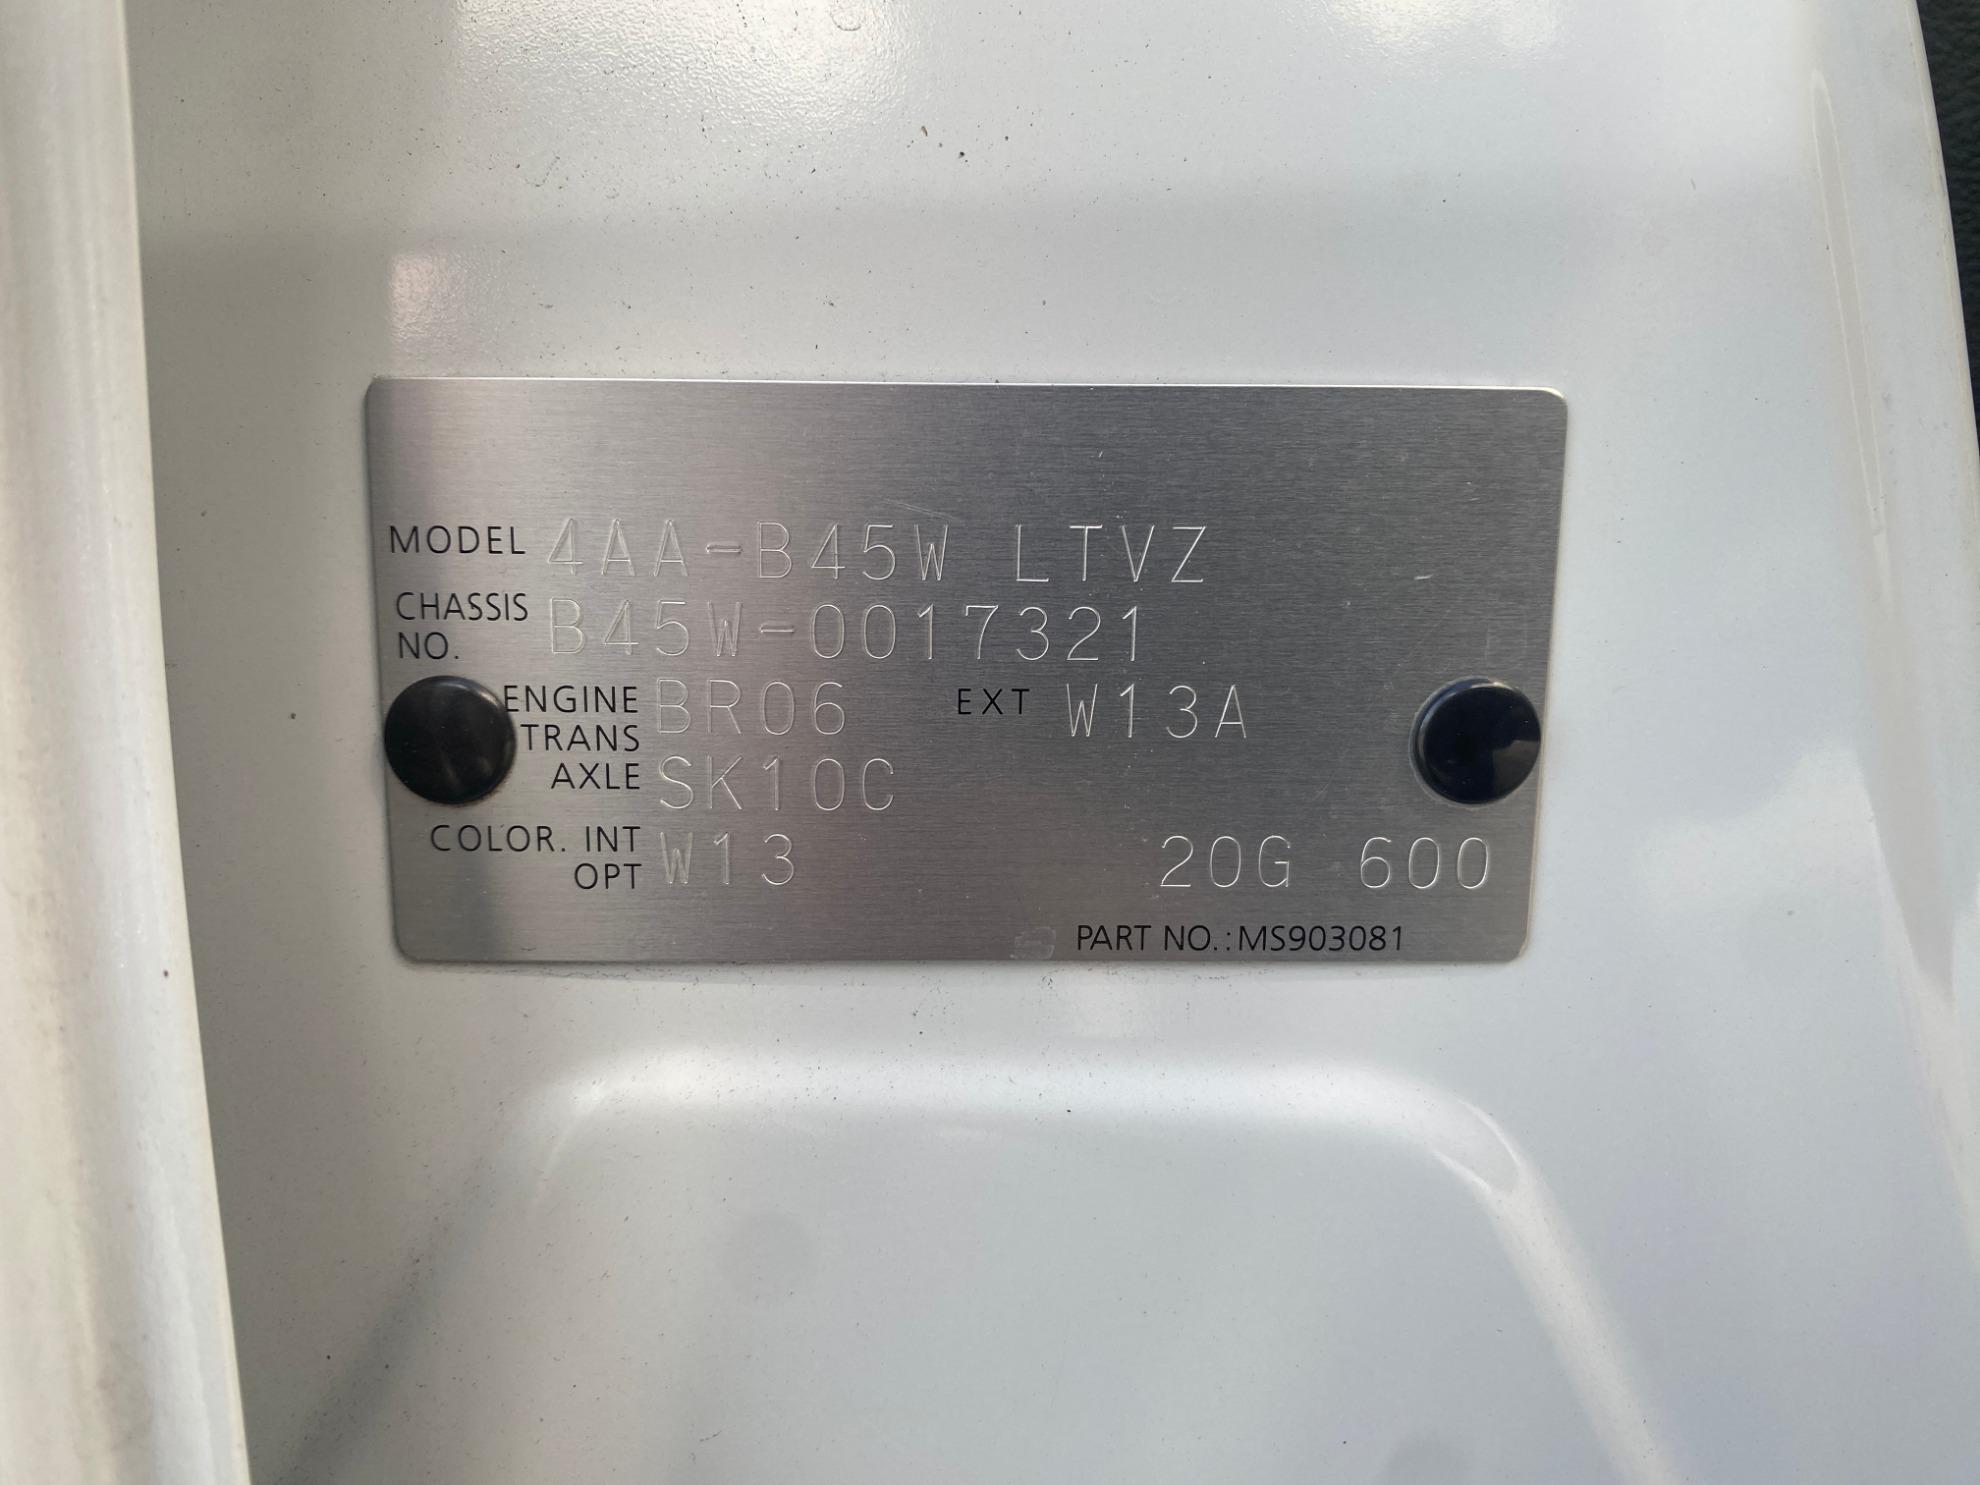 MODEL 4AA-B45W LTVZ
CHASSIS NO. B45W-0017321
ENGINE BR06 EXT W13A
TRANS AXLE SK10C
COLOR. INT OPT W13 20G 600
PART NO.: MS903081